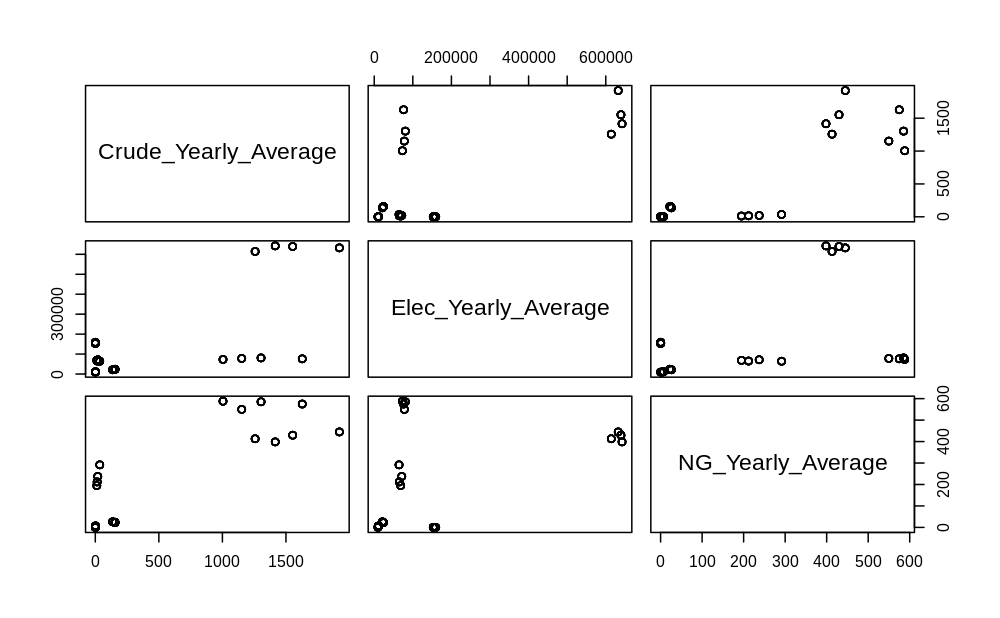 0 200000 400000 600000
Crude_Yearly_Average
0 500 1500
0 300000
Elec_Yearly_Average
NG_Yearly_Average
0 200 400 600
0 500 1000 1500
0 100 200 300 400 500 600